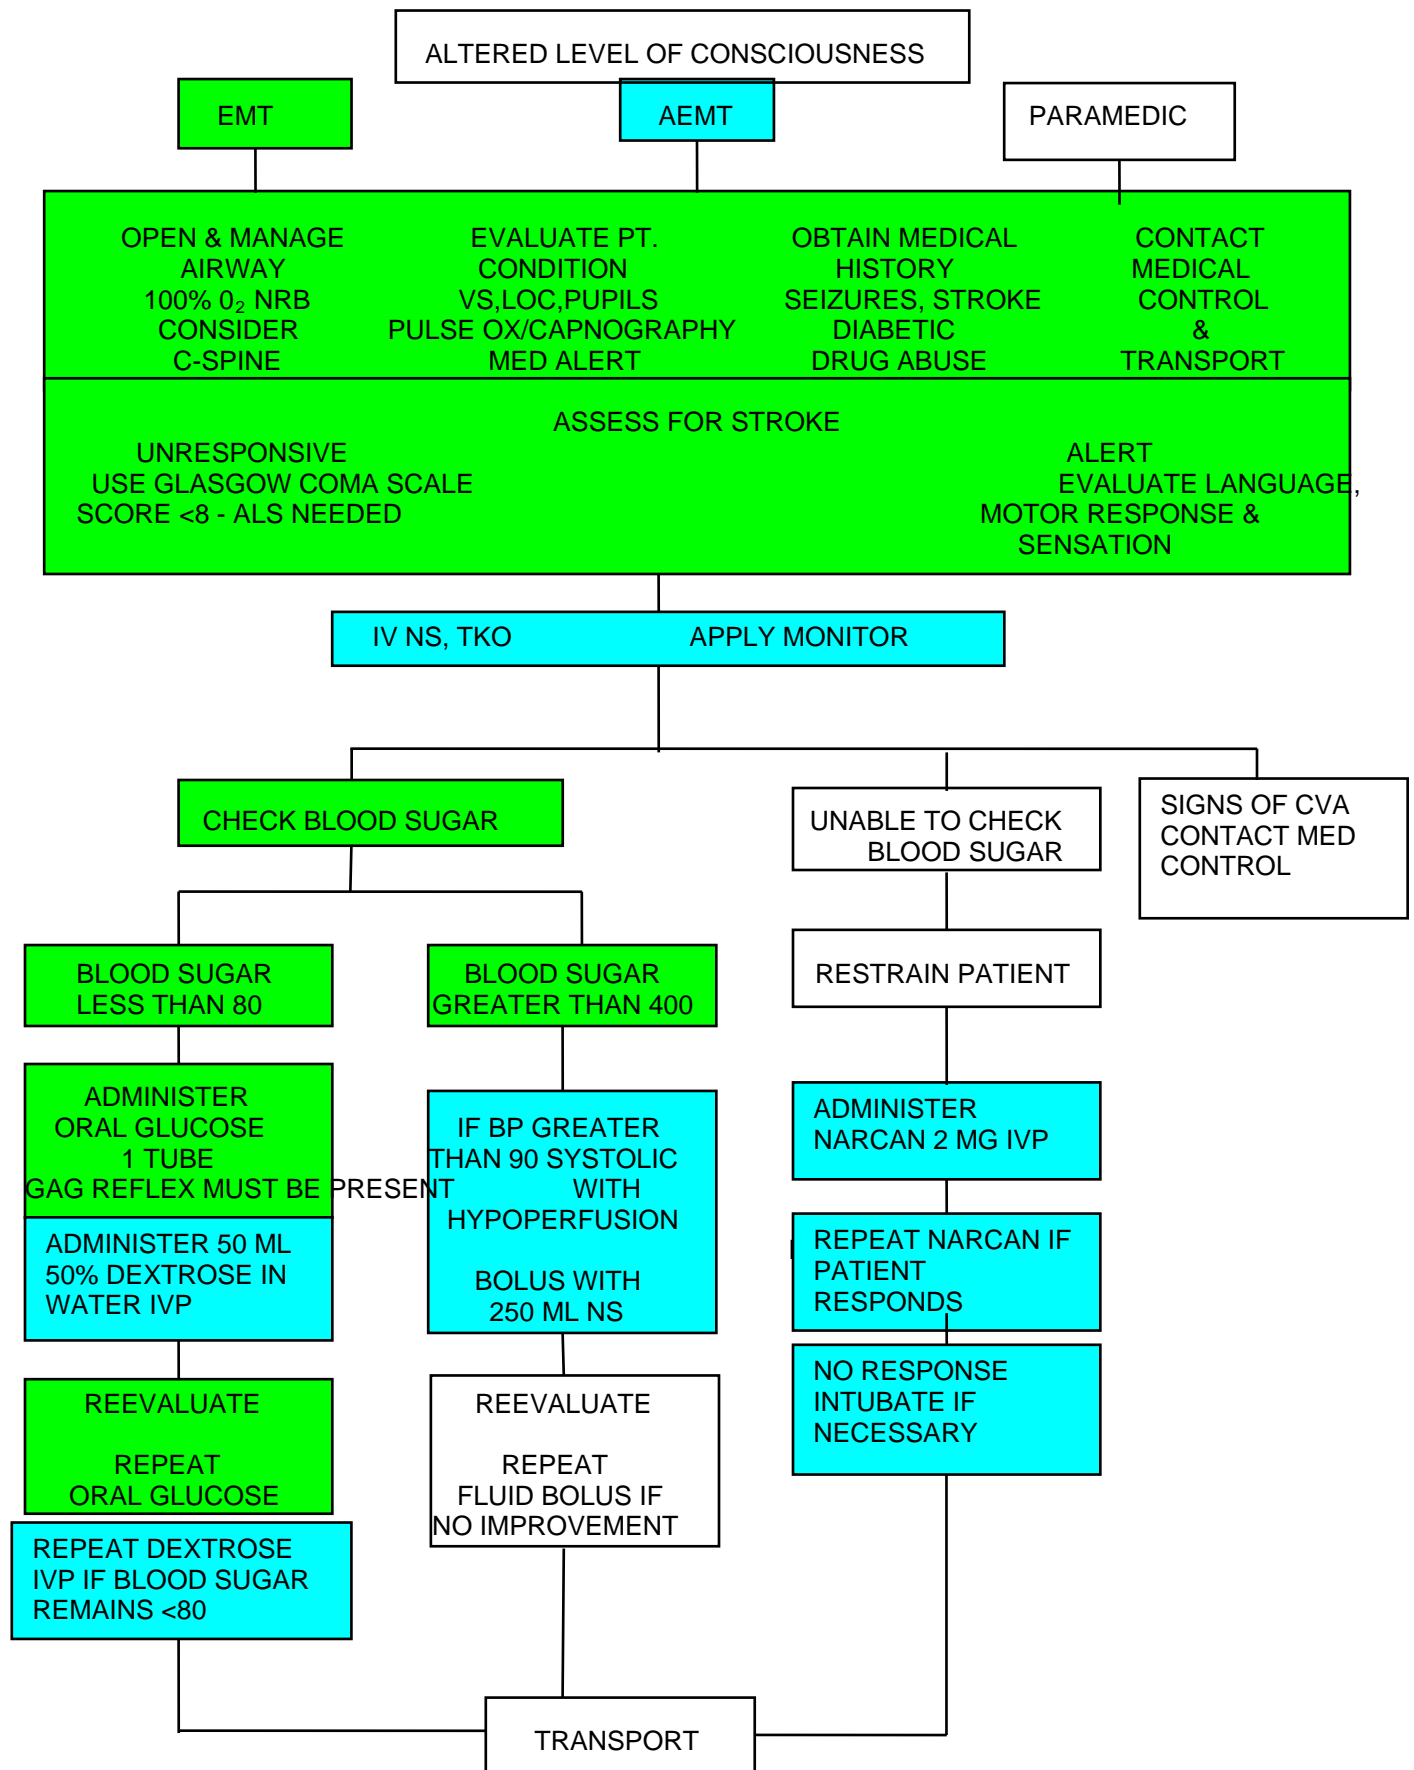 ALTERED LEVEL OF CONSCIOUSNESS
EMT
AEMT
PARAMEDIC
OPEN & MANAGE
AIRWAY
100% 0₂ NRB
CONSIDER
C-SPINE
EVALUATE PT.
CONDITION
VS,LOC,PUPILS
PULSE OX/CAPNOGRAPHY
MED ALERT
OBTAIN MEDICAL
HISTORY
SEIZURES, STROKE
DIABETIC
DRUG ABUSE
CONTACT
MEDICAL
CONTROL
&
TRANSPORT
ASSESS FOR STROKE
UNRESPONSIVE
USE GLASGOW COMA SCALE
SCORE <8 - ALS NEEDED
ALERT
EVALUATE LANGUAGE,
MOTOR RESPONSE &
SENSATION
IV NS, TKO
APPLY MONITOR
CHECK BLOOD SUGAR
UNABLE TO CHECK
BLOOD SUGAR
SIGNS OF CVA
CONTACT MED
CONTROL
BLOOD SUGAR
LESS THAN 80
BLOOD SUGAR
GREATER THAN 400
RESTRAIN PATIENT
ADMINISTER
ORAL GLUCOSE
1 TUBE
GAG REFLEX MUST BE PRESENT
ADMINISTER 50 ML
50% DEXTROSE IN
WATER IVP
IF BP GREATER
THAN 90 SYSTOLIC
WITH
HYPOPERFUSION
BOLUS WITH
250 ML NS
ADMINISTER
NARCAN 2 MG IVP
REPEAT NARCAN IF
PATIENT
RESPONDS
NO RESPONSE
INTUBATE IF
NECESSARY
REEVALUATE
REPEAT
ORAL GLUCOSE
REEVALUATE
REPEAT
FLUID BOLUS IF
NO IMPROVEMENT
REPEAT DEXTROSE
IVP IF BLOOD SUGAR
REMAINS <80
TRANSPORT